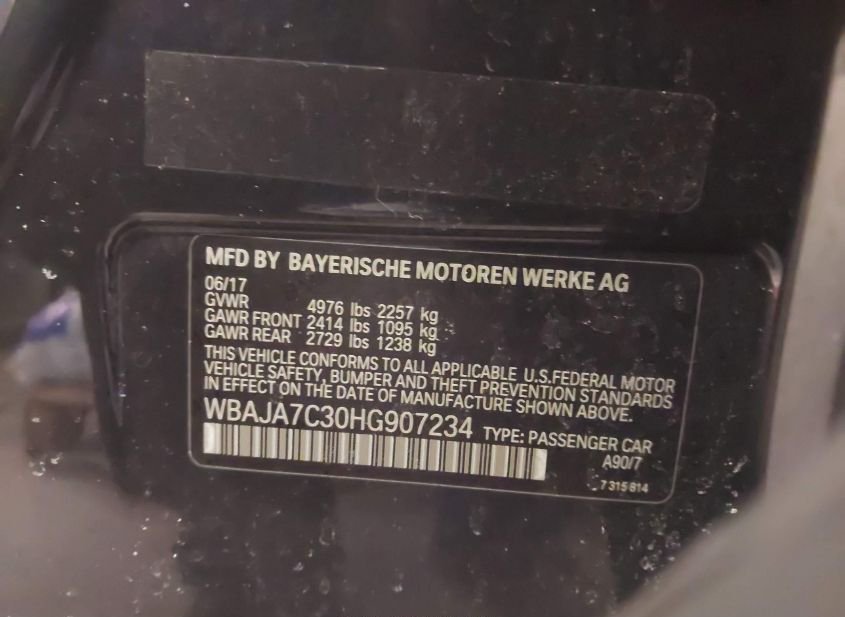 MFD BY BAYERISCHE MOTOREN WERKE AG
06/17
GVWR 4976 lbs 2257 kg
GAWR FRONT 2414 lbs 1095 kg
GAWR REAR 2729 lbs 1238 kg
THIS VEHICLE CONFORMS TO ALL APPLICABLE U.S.FEDERAL MOTOR
VEHICLE SAFETY, BUMPER AND THEFT PREVENTION STANDARDS
IN EFFECT ON THE DATE OF MANUFACTURE SHOWN ABOVE.
WBAJA7C30HG907234 TYPE: PASSENGER CAR
A90/7
7 315 814